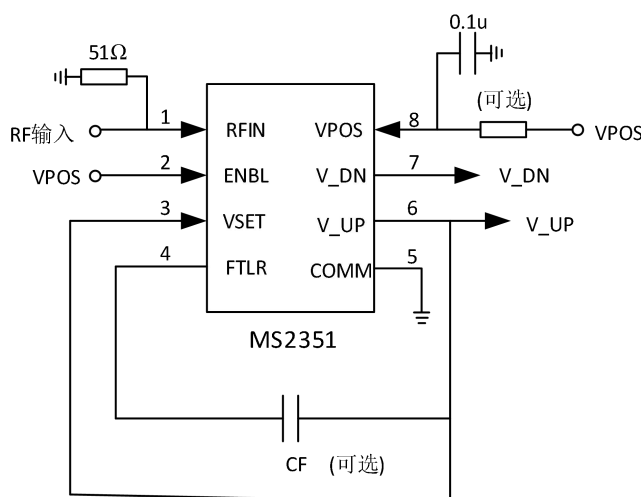 0.1u
51Ω
(可选)
1
RFIN
VPOS
8
RF输入
VPOS
2
ENBL
V_DN
7
V_DN
VPOS
3
VSET
V_UP
6
V_UP
4
FTLR
COMM
5
MS2351
CF (可选)